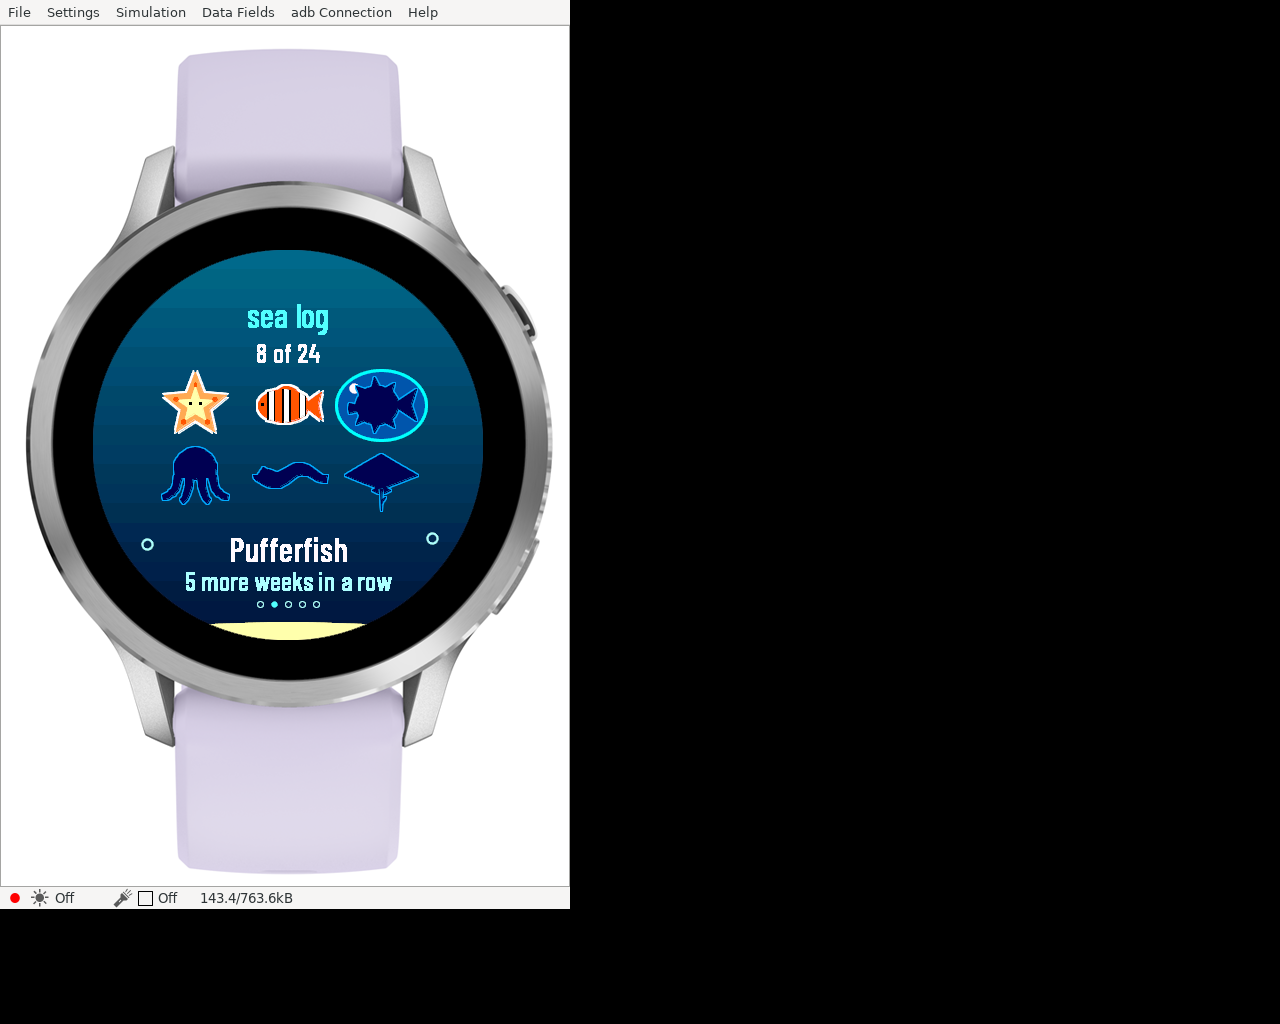 File Settings Simulation Data Fields adb Connection Help
sea log
8 of 24
Pufferfish
5 more weeks in a row
Off Off 143.4/763.6kB